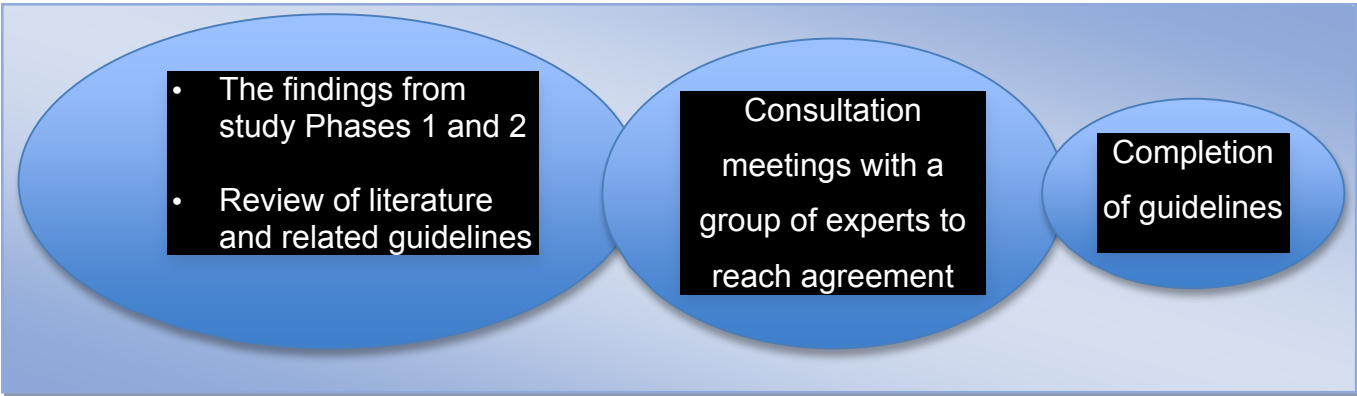 • The findings from
study Phases 1 and 2
• Review of literature
and related guidelines
Consultation
meetings with a
group of experts to
reach agreement
Completion
of guidelines